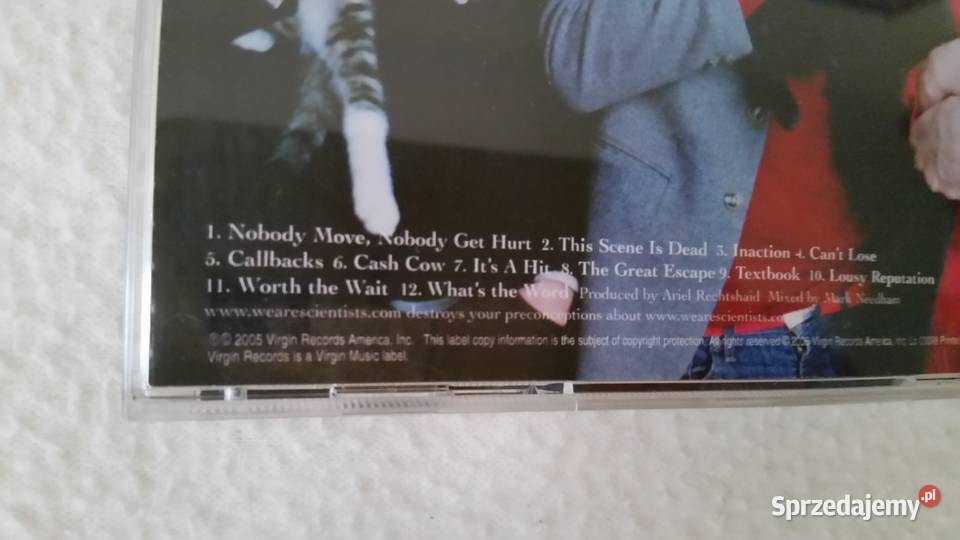 1. Nobody Move, Nobody Get Hurt 2. This Scene Is Dead 3. Inaction 4. Can't Lose
5. Callbacks 6. Cash Cow 7. It's A Hit 8. The Great Escape 9. Textbook 10. Lousy Reputation
11. Worth the Wait 12. What's the Word Produced by Ariel Rechtshaid Mixed by Mark Needham
www.wearescientists.com destroys your preconceptions about www.wearescientists.co
℗© 2005 Virgin Records America, Inc. This label copy information is the subject of copyright protection. All rights reserved © 2005 Virgin Records America, Inc.
Virgin Records is a Virgin Music label.
Sprzedajemy.pl